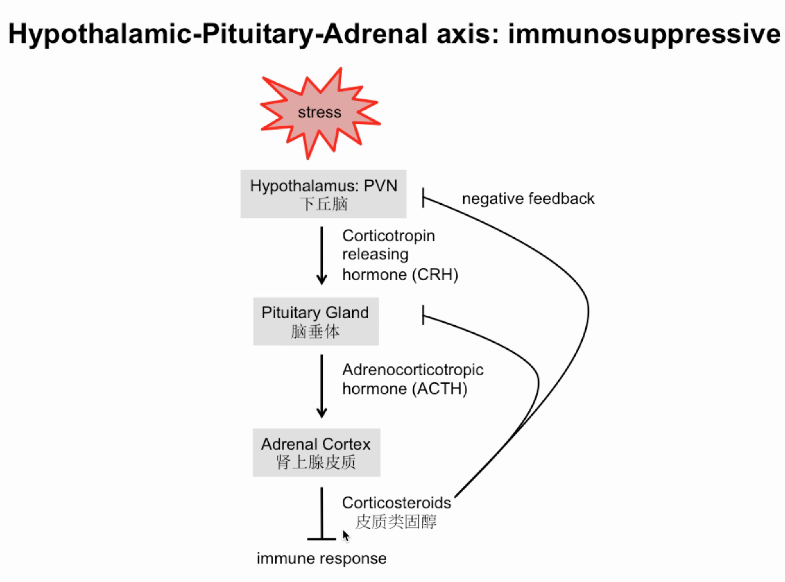 Hypothalamic-Pituitary-Adrenal axis: immunosuppressive
stress
Hypothalamus: PVN
下丘脑
negative feedback
Corticotropin
releasing
hormone (CRH)
Pituitary Gland
脑垂体
Adrenocorticotropic
hormone (ACTH)
Adrenal Cortex
肾上腺皮质
Corticosteroids
皮质类固醇
immune response